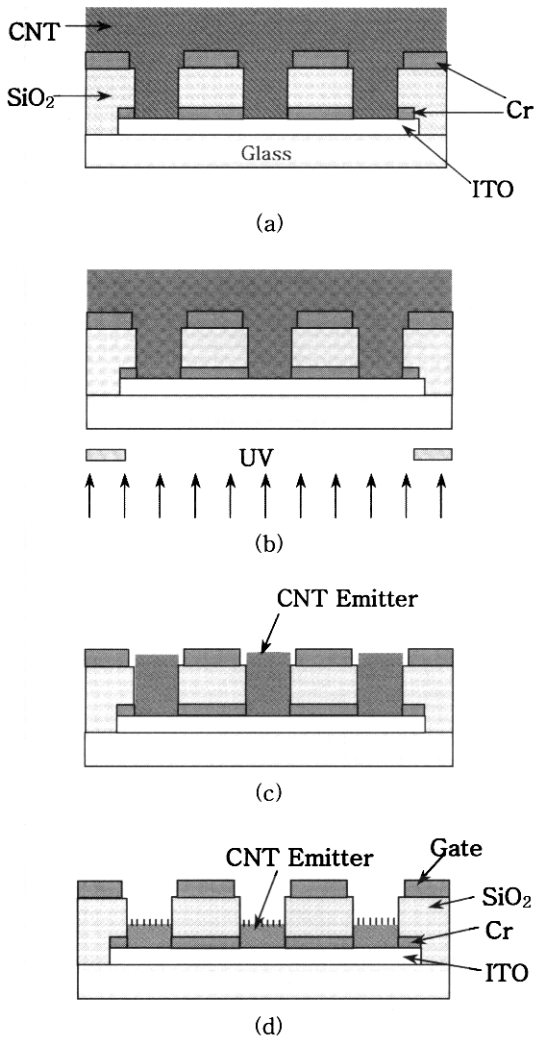 CNT
SiO2
Cr
Glass
ITO
(a)
UV
(b)
CNT Emitter
(c)
CNT Emitter
Gate
SiO2
Cr
ITO
(d)